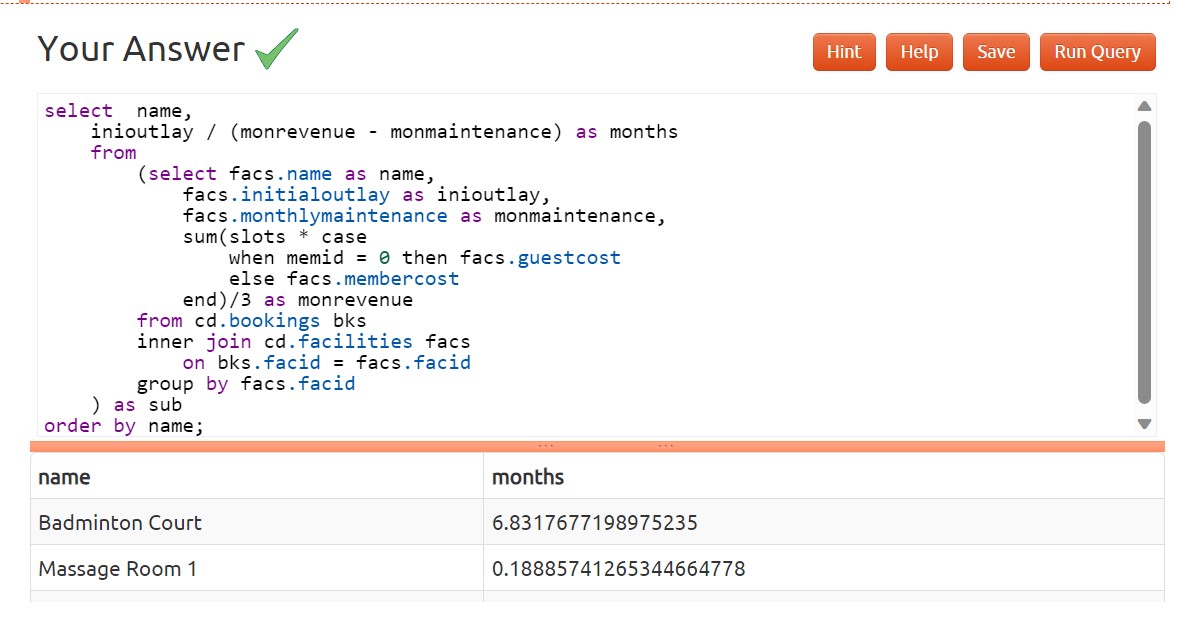 Your Answer
Hint Help Save Run Query
select  name,
    inioutlay / (monrevenue - monmaintenance) as months
    from
        (select facs.name as name,
            facs.initialoutlay as inioutlay,
            facs.monthlymaintenance as monmaintenance,
            sum(slots * case
                when memid = 0 then facs.guestcost
                else facs.membercost
            end)/3 as monrevenue
        from cd.bookings bks
        inner join cd.facilities facs
            on bks.facid = facs.facid
        group by facs.facid
    ) as sub
order by name;
name months
Badminton Court 6.8317677198975235
Massage Room 1 0.18885741265344664778